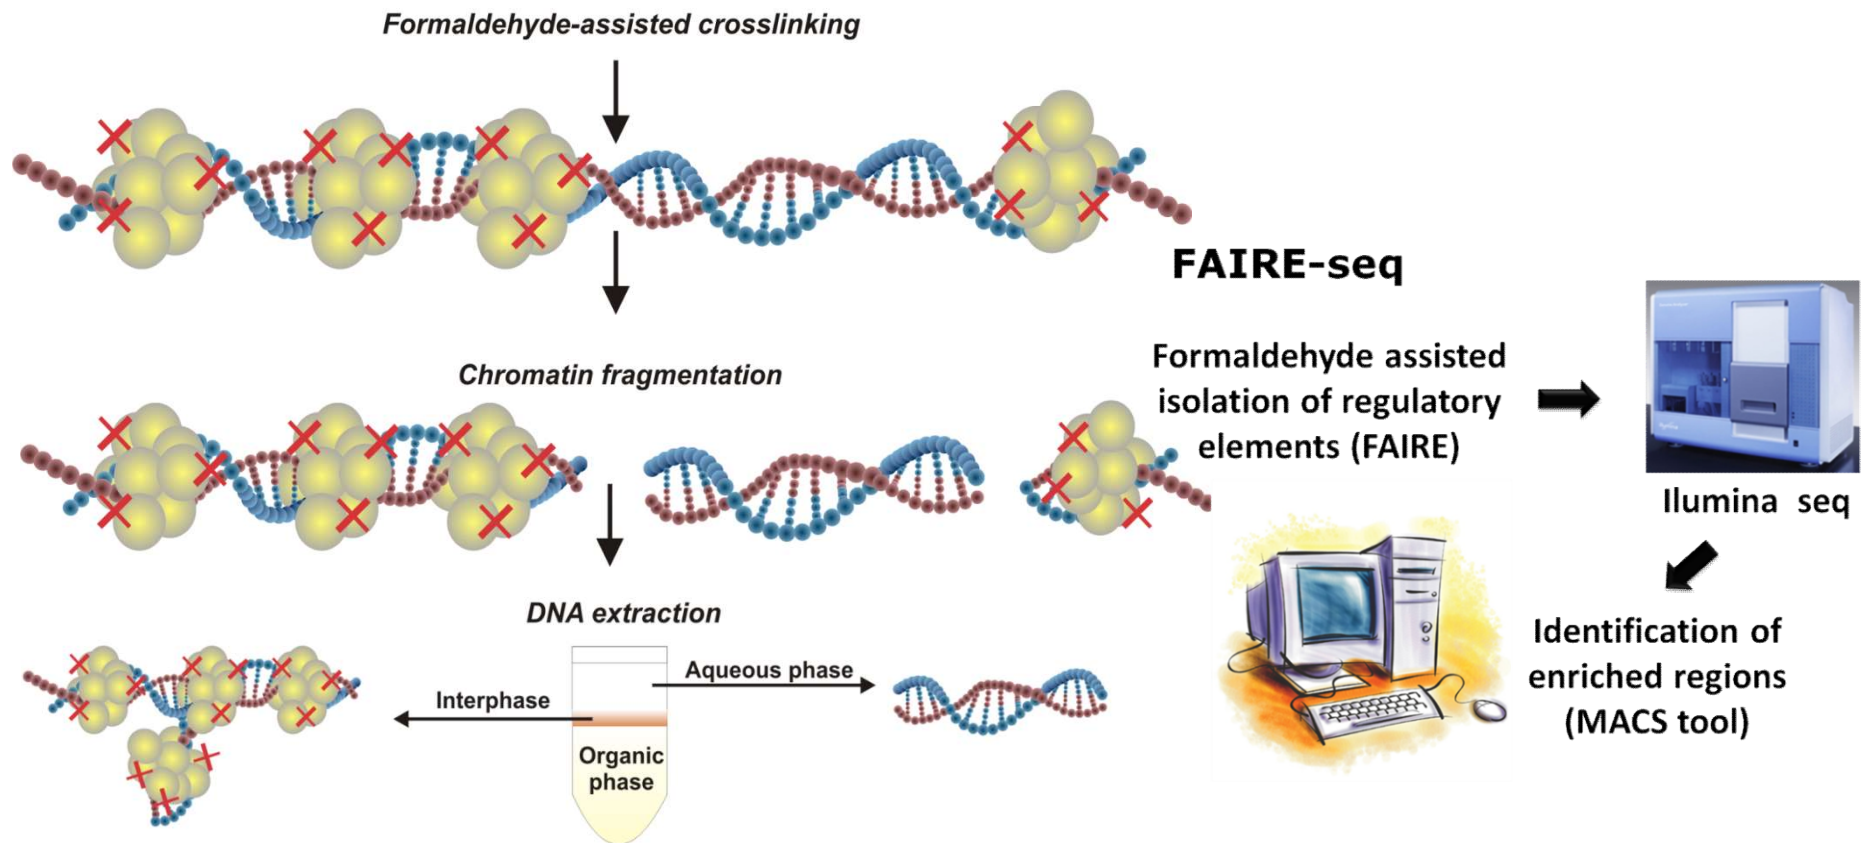 Formaldehyde-assisted crosslinking
Chromatin fragmentation
DNA extraction
Aqueous phase
Interphase
Organic
phase
FAIRE-seq
Formaldehyde assisted
isolation of regulatory
elements (FAIRE)
Ilumina seq
Identification of
enriched regions
(MACS tool)